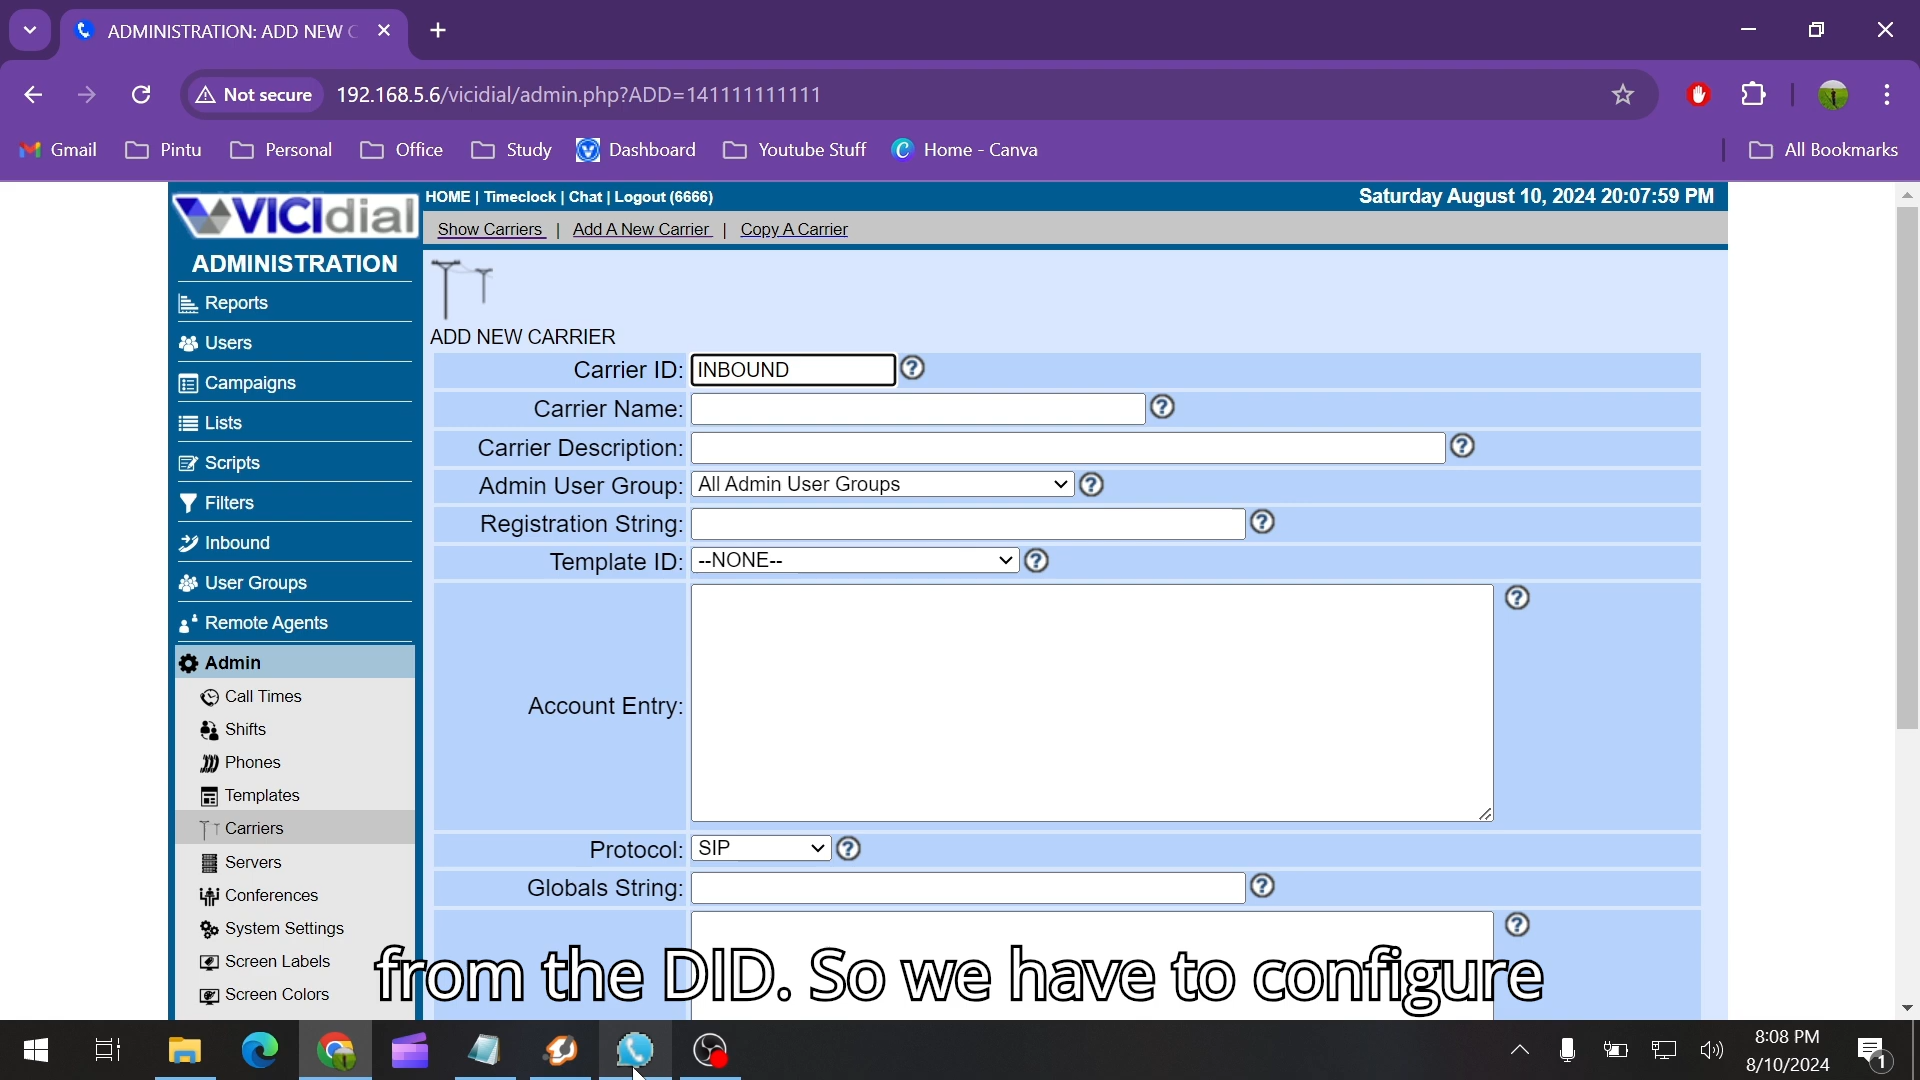 ADMINISTRATION: ADD NEW C
Not secure
192.168.5.6/vicidial/admin.php?ADD=141111111111
Gmail
Pintu
Personal
Office
Study
Dashboard
Youtube Stuff
Home - Canva
All Bookmarks
VICIdial
HOME | Timeclock | Chat | Logout (6666)
Saturday August 10, 2024 20:07:59 PM
Show Carriers | Add A New Carrier | Copy A Carrier
ADMINISTRATION
Reports
Users
Campaigns
Lists
Scripts
Filters
Inbound
User Groups
Remote Agents
Admin
Call Times
Shifts
Phones
Templates
Carriers
Servers
Conferences
System Settings
Screen Labels
Screen Colors
ADD NEW CARRIER
Carrier ID: INBOUND
Carrier Name:
Carrier Description:
Admin User Group: All Admin User Groups
Registration String:
Template ID: --NONE--
Account Entry:
Protocol: SIP
Globals String:
from the DID. So we have to configure
8:08 PM
8/10/2024
1